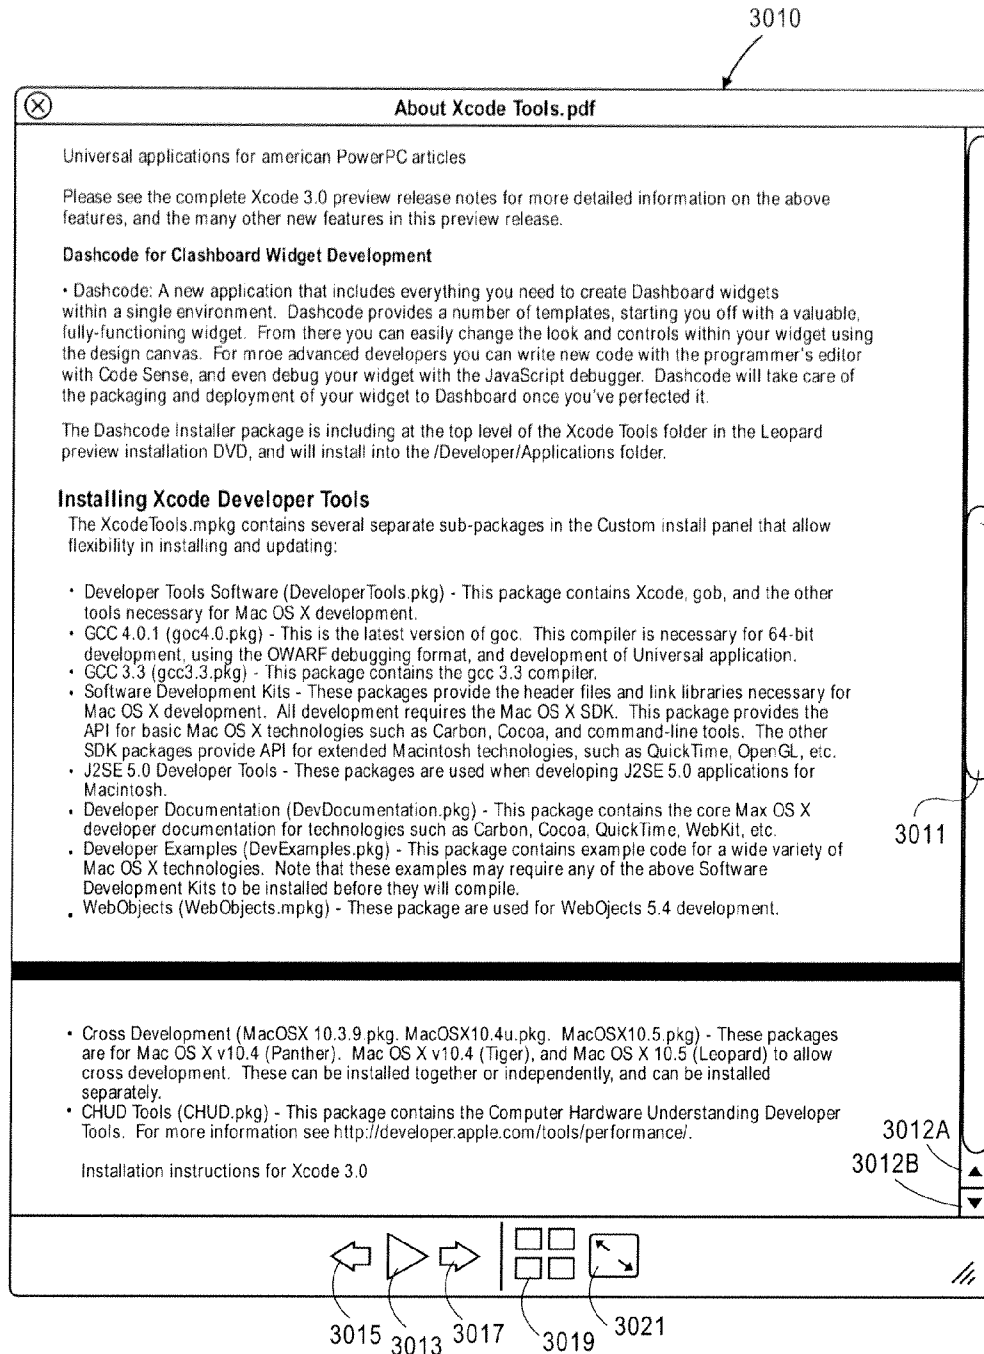 3010
About Xcode Tools.pdf
Universal applications for american PowerPC articles
Please see the complete Xcode 3.0 preview release notes for more detailed information on the above
features, and the many other new features in this preview release.
Dashcode for Clashboard Widget Development
• Dashcode: A new application that includes everything you need to create Dashboard widgets
within a single environment. Dashcode provides a number of templates, starting you off with a valuable,
fully-functioning widget. From there you can easily change the look and controls within your widget using
the design canvas. For mroe advanced developers you can write new code with the programmer's editor
with Code Sense, and even debug your widget with the JavaScript debugger. Dashcode will take care of
the packaging and deployment of your widget to Dashboard once you've perfected it.
The Dashcode Installer package is including at the top level of the Xcode Tools folder in the Leopard
preview installation DVD, and will install into the /Developer/Applications folder.
Installing Xcode Developer Tools
The XcodeTools.mpkg contains several separate sub-packages in the Custom install panel that allow
flexibility in installing and updating:
• Developer Tools Software (DeveloperTools.pkg) - This package contains Xcode, gob, and the other
tools necessary for Mac OS X development.
• GCC 4.0.1 (goc4.0.pkg) - This is the latest version of goc. This compiler is necessary for 64-bit
development, using the OWARF debugging format, and development of Universal application.
• GCC 3.3 (gcc3.3.pkg) - This package contains the gcc 3.3 compiler.
• Software Development Kits - These packages provide the header files and link libraries necessary for
Mac OS X development. All development requires the Mac OS X SDK. This package provides the
API for basic Mac OS X technologies such as Carbon, Cocoa, and command-line tools. The other
SDK packages provide API for extended Macintosh technologies, such as QuickTime, OpenGL, etc.
• J2SE 5.0 Developer Tools - These packages are used when developing J2SE 5.0 applications for
Macintosh.
• Developer Documentation (DevDocumentation.pkg) - This package contains the core Max OS X
developer documentation for technologies such as Carbon, Cocoa, QuickTime, WebKit, etc.
• Developer Examples (DevExamples.pkg) - This package contains example code for a wide variety of
Mac OS X technologies. Note that these examples may require any of the above Software
Development Kits to be installed before they will compile.
• WebObjects (WebObjects.mpkg) - These package are used for WebOjects 5.4 development.
3011
• Cross Development (MacOSX 10.3.9.pkg. MacOSX10.4u.pkg. MacOSX10.5.pkg) - These packages
are for Mac OS X v10.4 (Panther). Mac OS X v10.4 (Tiger), and Mac OS X 10.5 (Leopard) to allow
cross development. These can be installed together or independently, and can be installed
separately.
• CHUD Tools (CHUD.pkg) - This package contains the Computer Hardware Understanding Developer
Tools. For more information see http://developer.apple.com/tools/performance/.
Installation instructions for Xcode 3.0
3012A
3012B
3015
3013
3017
3019
3021